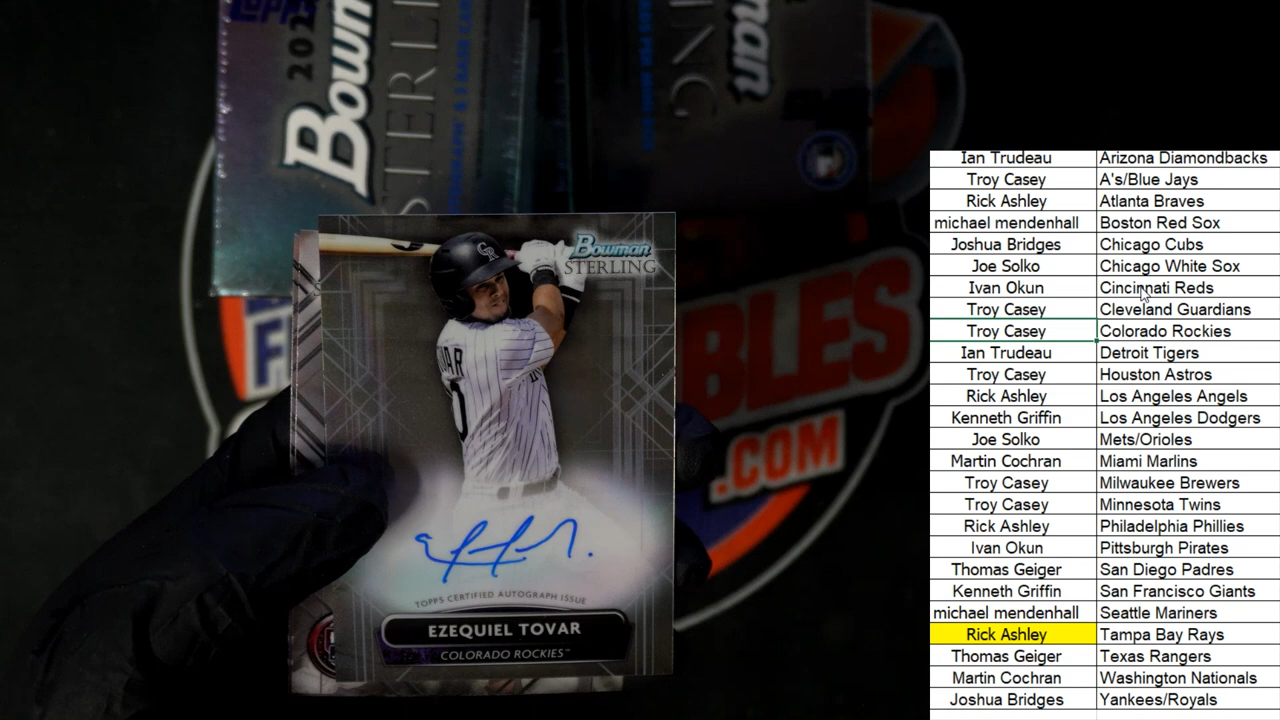 Bowman
STERLING
TOPPS CERTIFIED AUTOGRAPH ISSUE
EZEQUIEL TOVAR
COLORADO ROCKIES™
Bowman
STERLI
BLES
.COM
Ian Trudeau Arizona Diamondbacks
Troy Casey A's/Blue Jays
Rick Ashley Atlanta Braves
michael mendenhall Boston Red Sox
Joshua Bridges Chicago Cubs
Joe Solko Chicago White Sox
Ivan Okun Cincinnati Reds
Troy Casey Cleveland Guardians
Troy Casey Colorado Rockies
Ian Trudeau Detroit Tigers
Troy Casey Houston Astros
Rick Ashley Los Angeles Angels
Kenneth Griffin Los Angeles Dodgers
Joe Solko Mets/Orioles
Martin Cochran Miami Marlins
Troy Casey Milwaukee Brewers
Troy Casey Minnesota Twins
Rick Ashley Philadelphia Phillies
Ivan Okun Pittsburgh Pirates
Thomas Geiger San Diego Padres
Kenneth Griffin San Francisco Giants
michael mendenhall Seattle Mariners
Rick Ashley Tampa Bay Rays
Thomas Geiger Texas Rangers
Martin Cochran Washington Nationals
Joshua Bridges Yankees/Royals